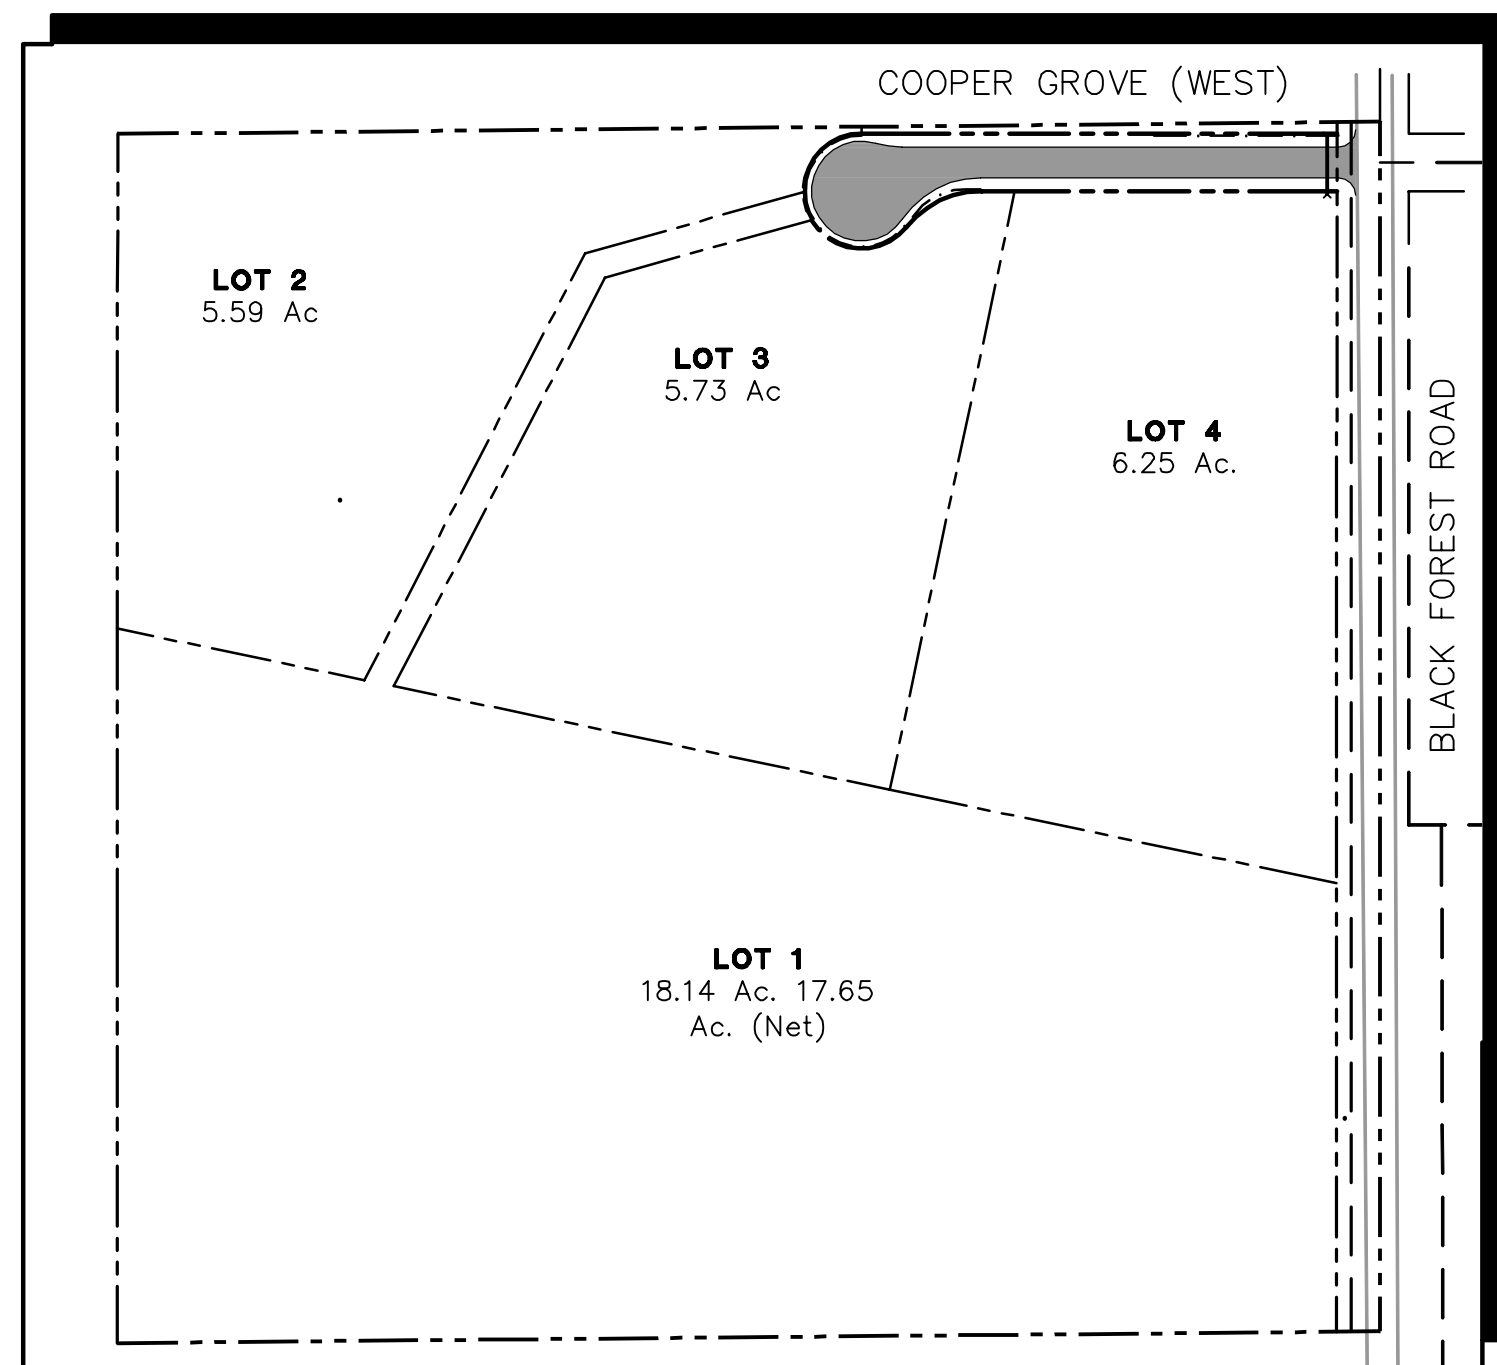 COOPER GROVE (WEST)
LOT 2
5.59 Ac
LOT 3
5.73 Ac
LOT 4
6.25 Ac.
BLACK FOREST ROAD
LOT 1
18.14 Ac. 17.65
Ac. (Net)